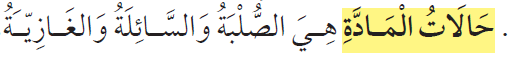 حَالَاتُ الْمَادَّةِ هِيَ الصُّلْبَةُ وَالسَّائِلَةُ وَالْغَازِيّـَةُ .